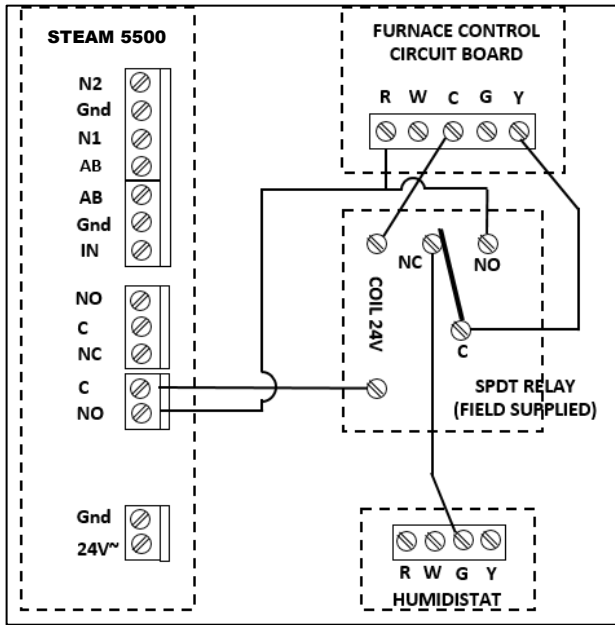 STEAM 5500
N2
Gnd
N1
AB
AB
Gnd
IN
NO
C
NC
C
NO
Gnd
24V~
FURNACE CONTROL
CIRCUIT BOARD
R W C G Y
NC
NO
COIL 24V
C
SPDT RELAY
(FIELD SUPPLIED)
R W G Y
HUMIDISTAT